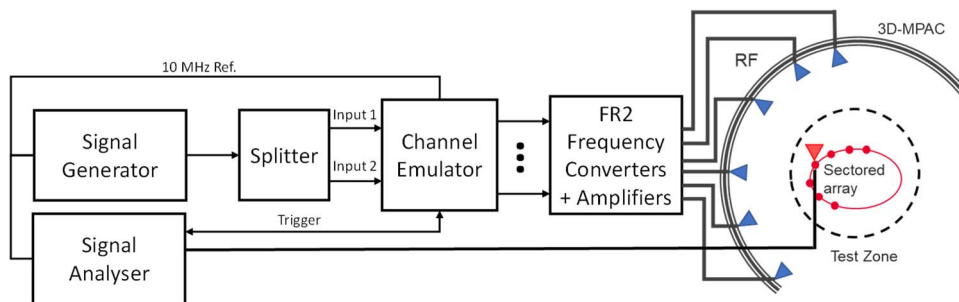 10 MHz Ref.
Signal
Generator
Splitter
Input 1
Input 2
Channel
Emulator
FR2
Frequency
Converters
+ Amplifiers
RF
3D-MPAC
Sectored
array
Test Zone
Trigger
Signal
Analyser